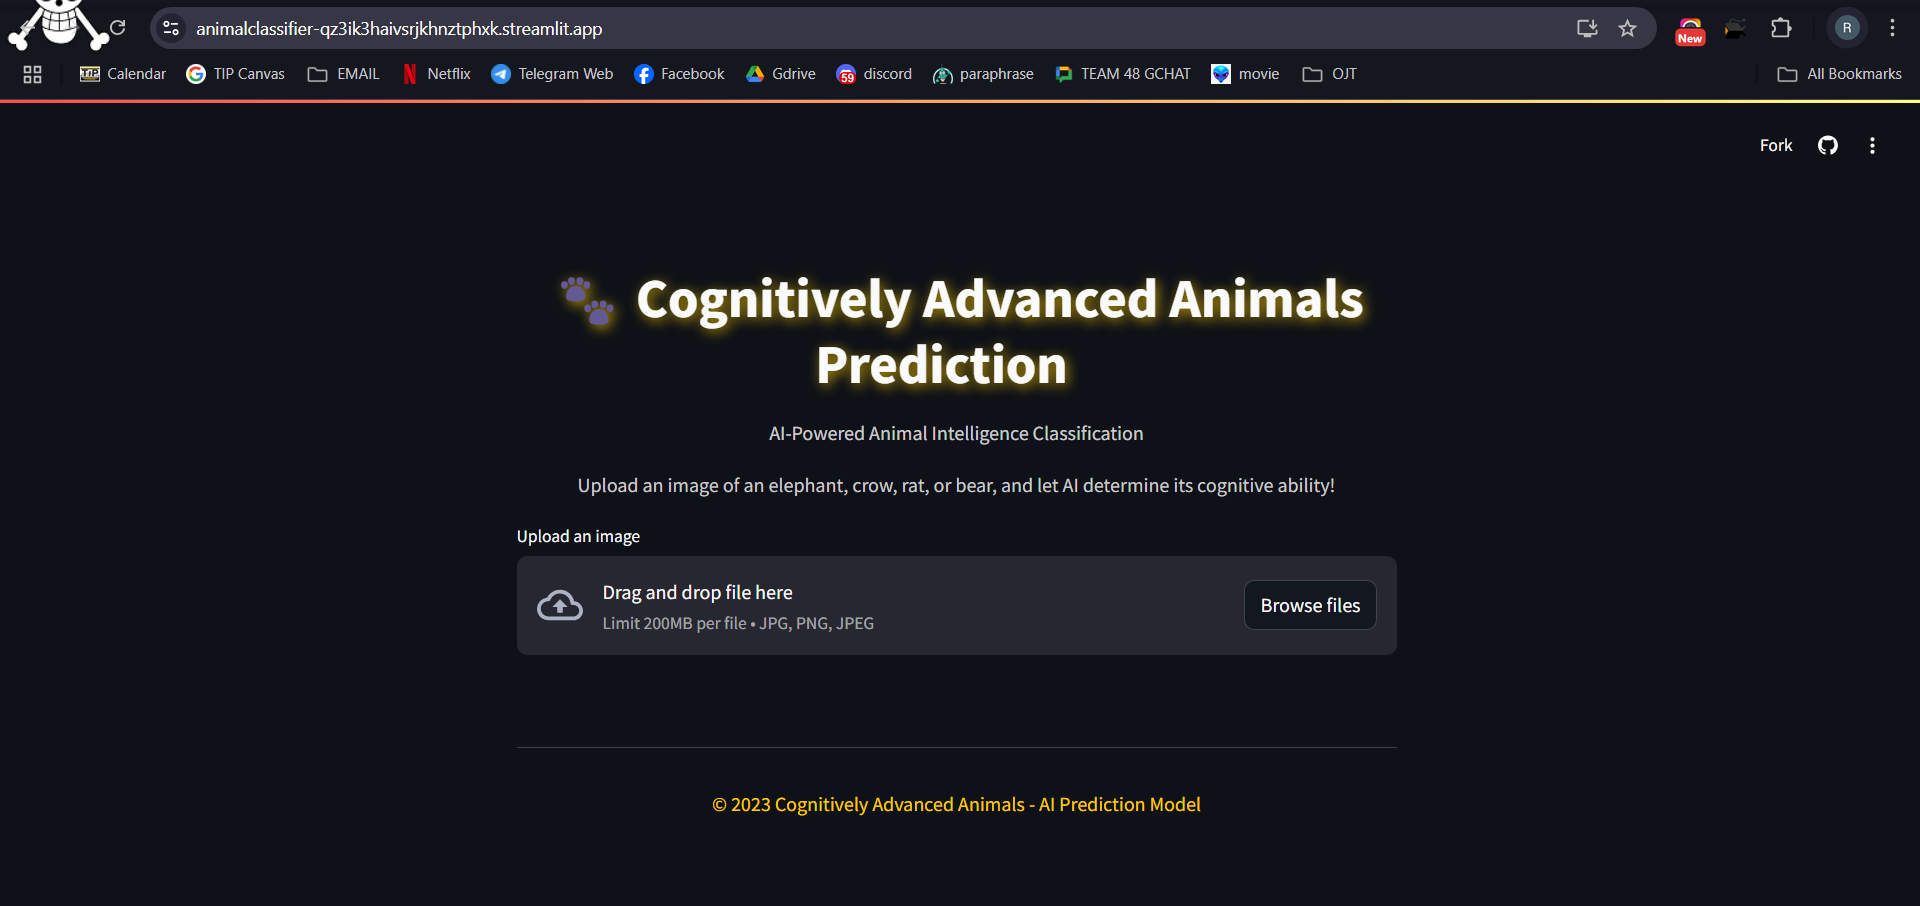 animalclassifier-qz3ik3haivsrjkhnztphxk.streamlit.app
New
R
TIP Calendar
TIP Canvas
EMAIL
Netflix
Telegram Web
Facebook
Gdrive
59 discord
paraphrase
TEAM 48 GCHAT
movie
OJT
All Bookmarks
Fork
Cognitively Advanced Animals
Prediction
AI-Powered Animal Intelligence Classification
Upload an image of an elephant, crow, rat, or bear, and let AI determine its cognitive ability!
Upload an image
Drag and drop file here
Limit 200MB per file • JPG, PNG, JPEG
Browse files
© 2023 Cognitively Advanced Animals - AI Prediction Model